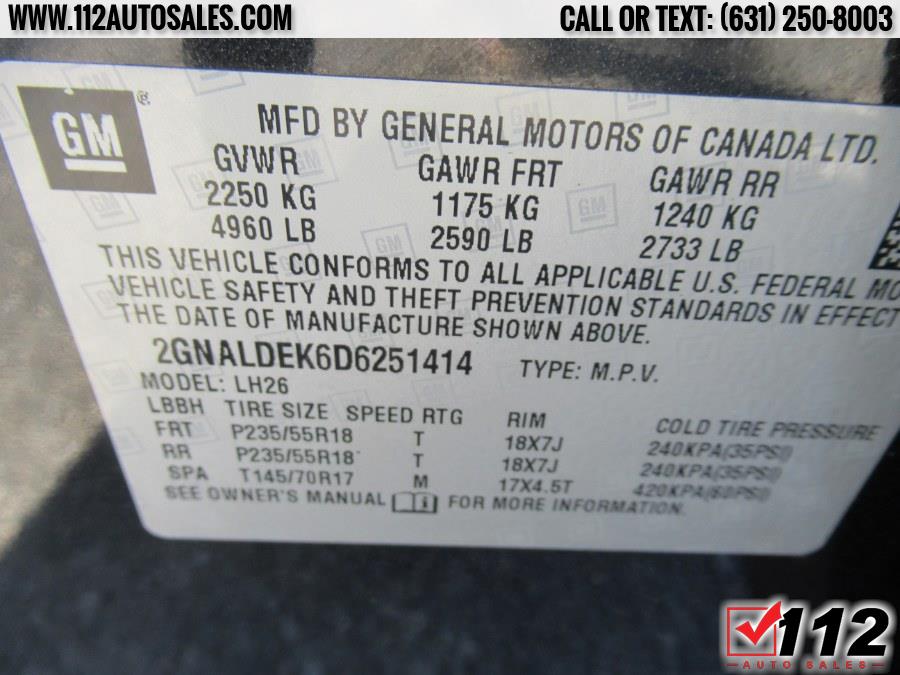 WWW.112AUTOSALES.COM
CALL OR TEXT: (631) 250-8003
GM
®
MFD BY GENERAL MOTORS OF CANADA LTD.
GVWR GAWR FRT GAWR RR
2250 KG 1175 KG 1240 KG
4960 LB 2590 LB 2733 LB
THIS VEHICLE CONFORMS TO ALL APPLICABLE U.S. FEDERAL MO
VEHICLE SAFETY AND THEFT PREVENTION STANDARDS IN EFFECT
THE DATE OF MANUFACTURE SHOWN ABOVE.
2GNALDEK6D6251414 TYPE: M.P.V.
MODEL: LH26
LBBH TIRE SIZE SPEED RTG RIM COLD TIRE PRESSURE
FRT P235/55R18 T 18X7J 240KPA(35PSI)
RR P235/55R18 T 18X7J 240KPA(35PSI)
SPA T145/70R17 M 17X4.5T 420KPA(60PSI)
SEE OWNER'S MANUAL FOR MORE INFORMATION.
112
AUTO SALES